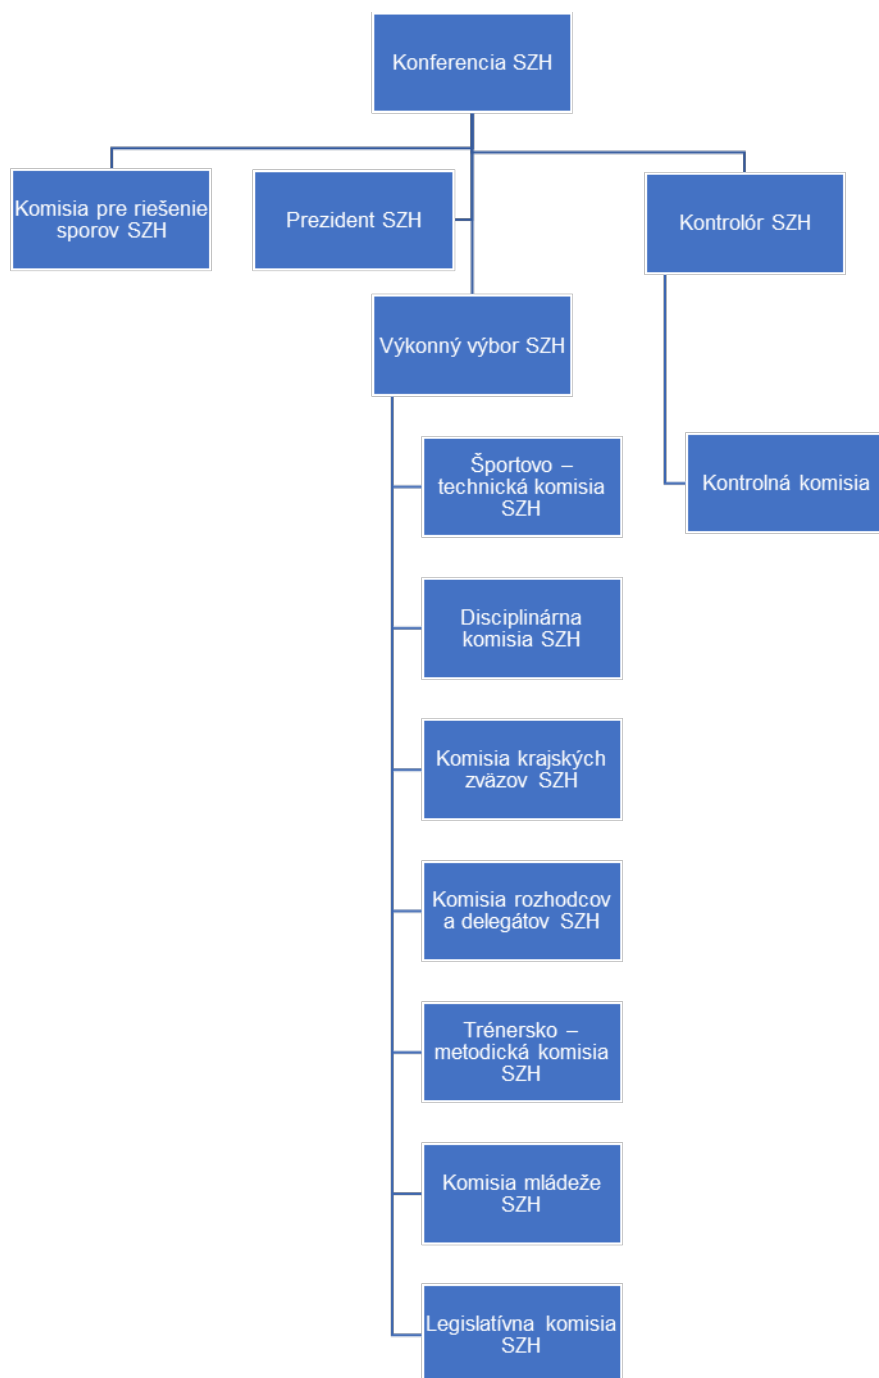 Konferencia SZH
Komisia pre riešenie
sporov SZH
Prezident SZH
Kontrolór SZH
Výkonný výbor SZH
Športovo –
technická komisia
SZH
Kontrolná komisia
Disciplinárna
komisia SZH
Komisia krajských
zväzov SZH
Komisia rozhodcov
a delegátov SZH
Trénersko –
metodická komisia
SZH
Komisia mládeže
SZH
Legislatívna komisia
SZH